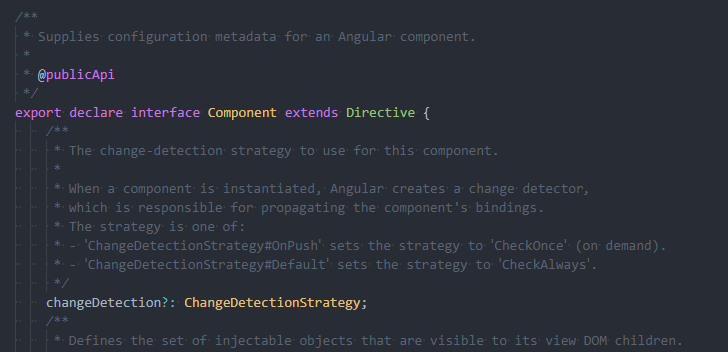 /**
 * Supplies configuration metadata for an Angular component.
 *
 * @publicApi
 */
export declare interface Component extends Directive {
    /**
     * The change-detection strategy to use for this component.
     *
     * When a component is instantiated, Angular creates a change detector,
     * which is responsible for propagating the component's bindings.
     * The strategy is one of:
     * - 'ChangeDetectionStrategy#OnPush' sets the strategy to 'CheckOnce' (on demand).
     * - 'ChangeDetectionStrategy#Default' sets the strategy to 'CheckAlways'.
     */
    changeDetection?: ChangeDetectionStrategy;
    /**
     * Defines the set of injectable objects that are visible to its view DOM children.